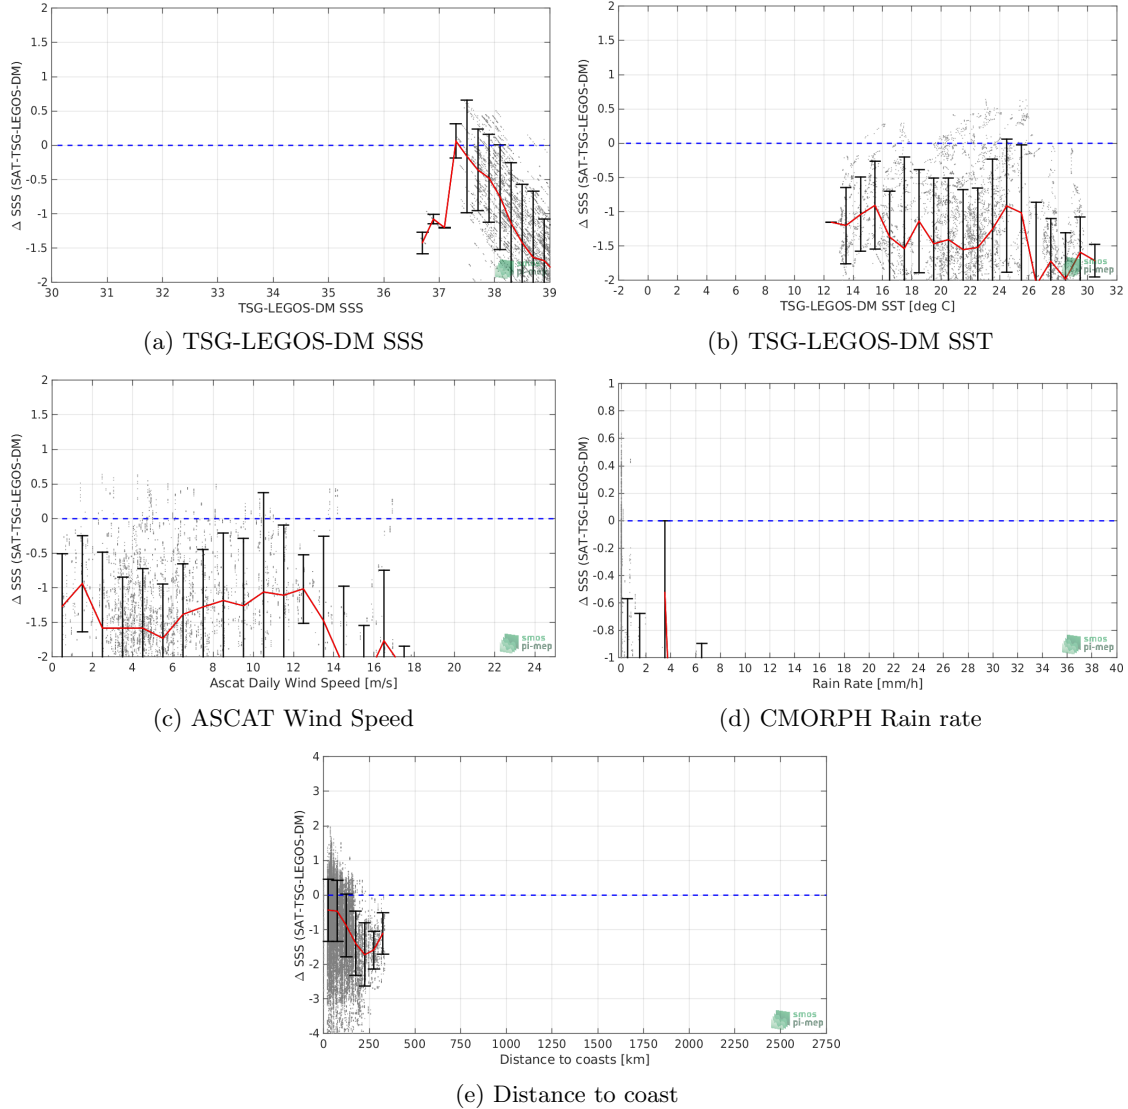 2
1.5
1
0.5
0
-0.5
-1
-1.5
-2
Δ SSS (SAT-TSG-LEGOS-DM)
30 31 32 33 34 35 36 37 38 39
TSG-LEGOS-DM SSS
smos
pi-mep
(a) TSG-LEGOS-DM SSS
2
1.5
1
0.5
0
-0.5
-1
-1.5
-2
Δ SSS (SAT-TSG-LEGOS-DM)
-2 0 2 4 6 8 10 12 14 16 18 20 22 24 26 28 30 32
TSG-LEGOS-DM SST [deg C]
smos
pi-mep
(b) TSG-LEGOS-DM SST
2
1.5
1
0.5
0
-0.5
-1
-1.5
-2
Δ SSS (SAT-TSG-LEGOS-DM)
0 2 4 6 8 10 12 14 16 18 20 22 24
Ascat Daily Wind Speed [m/s]
smos
pi-mep
(c) ASCAT Wind Speed
1
0.8
0.6
0.4
0.2
0
-0.2
-0.4
-0.6
-0.8
-1
Δ SSS (SAT-TSG-LEGOS-DM)
0 2 4 6 8 10 12 14 16 18 20 22 24 26 28 30 32 34 36 38 40
Rain Rate [mm/h]
smos
pi-mep
(d) CMORPH Rain rate
4
3
2
1
0
-1
-2
-3
-4
Δ SSS (SAT-TSG-LEGOS-DM)
0 250 500 750 1000 1250 1500 1750 2000 2250 2500 2750
Distance to coasts [km]
smos
pi-mep
(e) Distance to coast